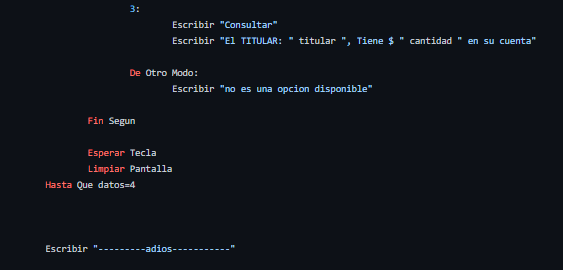 3:
Escribir "Consultar"
Escribir "El TITULAR: " titular ", Tiene $ " cantidad " en su cuenta"
De Otro Modo:
Escribir "no es una opcion disponible"
Fin Segun
Esperar Tecla
Limpiar Pantalla
Hasta Que datos=4
Escribir "---------adios-----------"